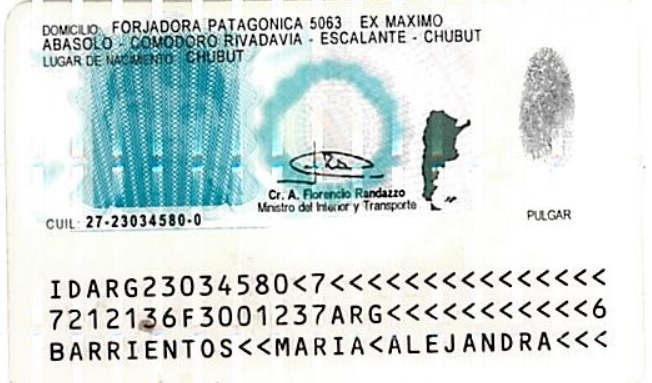 DOMICILIO: FORJADORA PATAGONICA 5063 EX MAXIMO
ABASOLO - COMODORO RIVADAVIA - ESCALANTE - CHUBUT
LUGAR DE NACIMIENTO: CHUBUT
Cr. A. Florencio Randazzo
Ministro del Interior y Transporte
CUIL: 27-23034580-0
PULGAR
IDARG23034580<7<<<<<<<<<<<<<<<
7212136F3001237ARG<<<<<<<<<<<6
BARRIENTOS<<MARIA<ALEJANDRA<<<